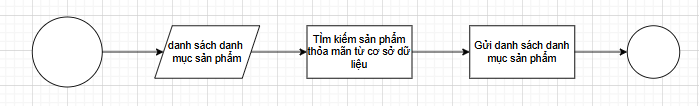 danh sách danh
mục sản phẩm
Tìm kiếm sản phẩm
thỏa mãn từ cơ sở dữ
liệu
Gửi danh sách danh
mục sản phẩm